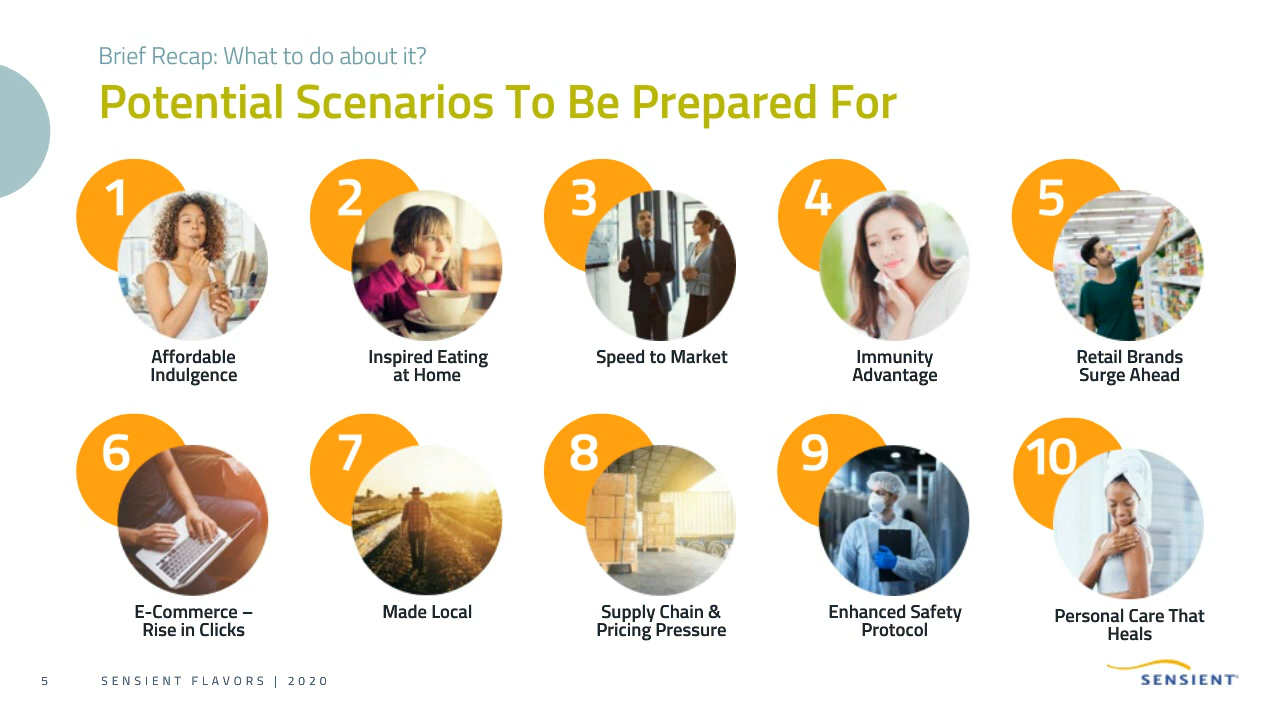 Brief Recap: What to do about it?
Potential Scenarios To Be Prepared For
1
2
3
4
5
Affordable
Indulgence
Inspired Eating
at Home
Speed to Market
Immunity
Advantage
Retail Brands
Surge Ahead
6
7
8
9
10
E-Commerce –
Rise in Clicks
Made Local
Supply Chain &
Pricing Pressure
Enhanced Safety
Protocol
Personal Care That
Heals
5
SENSIENT FLAVORS | 2020
SENSIENT